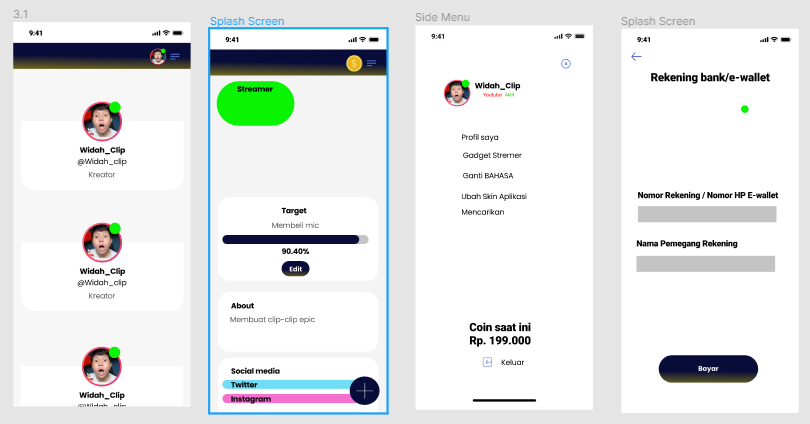 3.1
9:41
Widah_Clip
@Widah_clip
Kreator
Widah_Clip
@Widah_clip
Kreator
Widah_Clip
@Widah_clip
Splash Screen
9:41
Streamer
Target
Membeli mic
90.40%
Edit
About
Membuat clip-clip epic
Social media
Twitter
Instagram
Side Menu
9:41
Widah_Clip
Youtube Aktif
Profil saya
Gadget Stremer
Ganti BAHASA
Ubah Skin Aplikasi
Mencarikan
Coin saat ini
Rp. 199.000
Keluar
Splash Screen
9:41
Rekening bank/e-wallet
Nomor Rekening / Nomor HP E-wallet
Nama Pemegang Rekening
Bayar